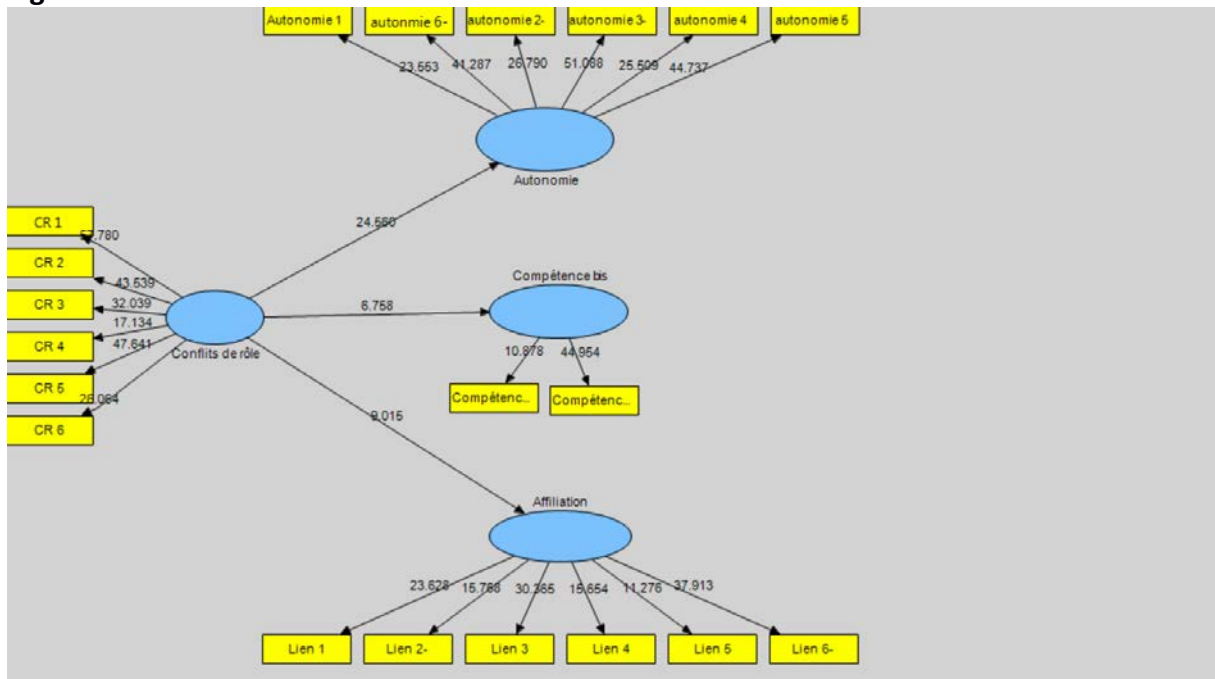 Autonomie 1
autonmie 6-
autonomie 2-
autonomie 3-
autonomie 4
autonomie 5
23.553
41.287
26.790
51.088
25.509
44.737
Autonomie
24.560
CR 1
CR 2
CR 3
CR 4
CR 5
CR 6
43.539
32.039
17.134
47.641
Conflits de rôle
6.758
Compétence bis
10.878
44.954
Compétenc...
Compétenc...
9.015
Affiliation
23.628
15.788
30.365
15.654
11.276
37.913
Lien 1
Lien 2-
Lien 3
Lien 4
Lien 5
Lien 6-